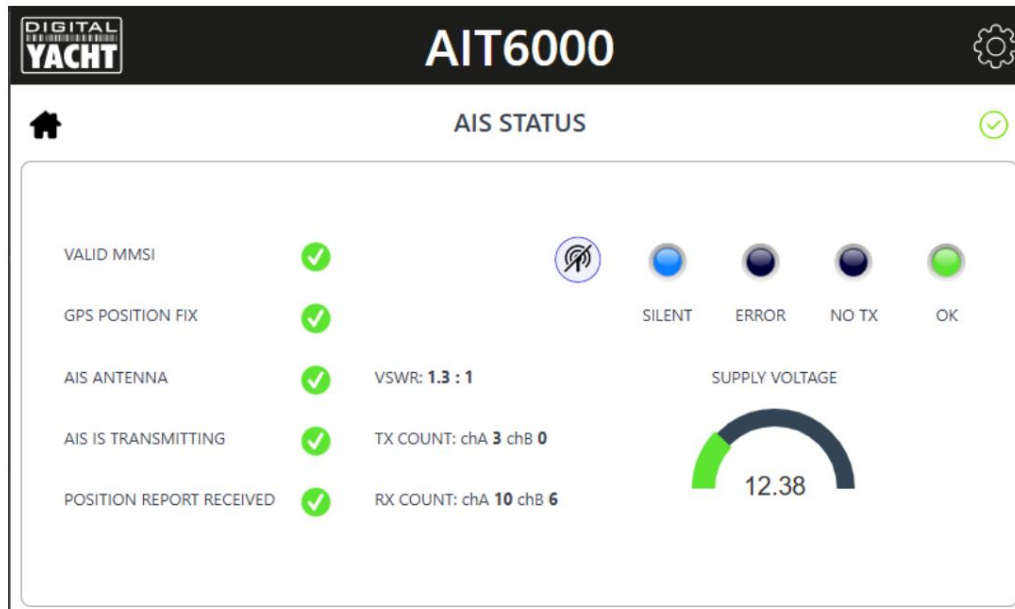 DIGITAL
YACHT
AIT6000
AIS STATUS
VALID MMSI
GPS POSITION FIX
SILENT ERROR NO TX OK
AIS ANTENNA VSWR: 1.3 : 1 SUPPLY VOLTAGE
AIS IS TRANSMITTING TX COUNT: chA 3 chB 0
12.38
POSITION REPORT RECEIVED RX COUNT: chA 10 chB 6